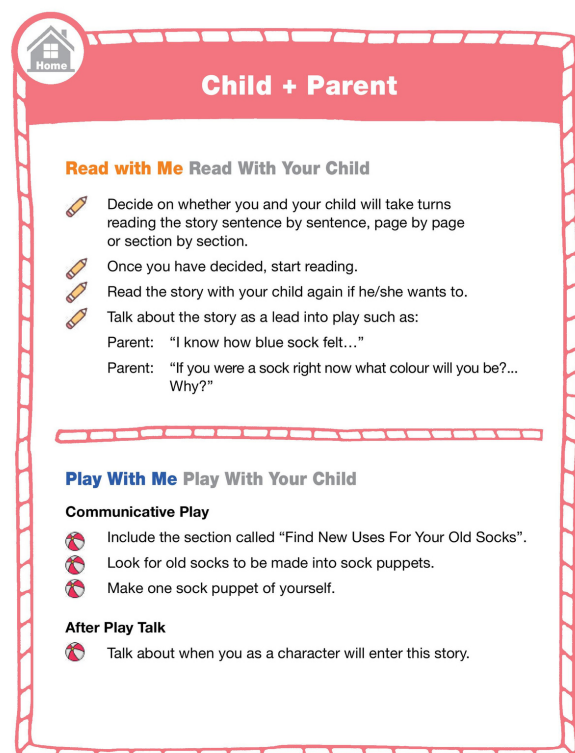 Home
Child + Parent
Read with Me Read With Your Child
Decide on whether you and your child will take turns
reading the story sentence by sentence, page by page
or section by section.
Once you have decided, start reading.
Read the story with your child again if he/she wants to.
Talk about the story as a lead into play such as:
Parent: “I know how blue sock felt…”
Parent: “If you were a sock right now what colour will you be?...
Why?”
Play With Me Play With Your Child
Communicative Play
Include the section called “Find New Uses For Your Old Socks”.
Look for old socks to be made into sock puppets.
Make one sock puppet of yourself.
After Play Talk
Talk about when you as a character will enter this story.